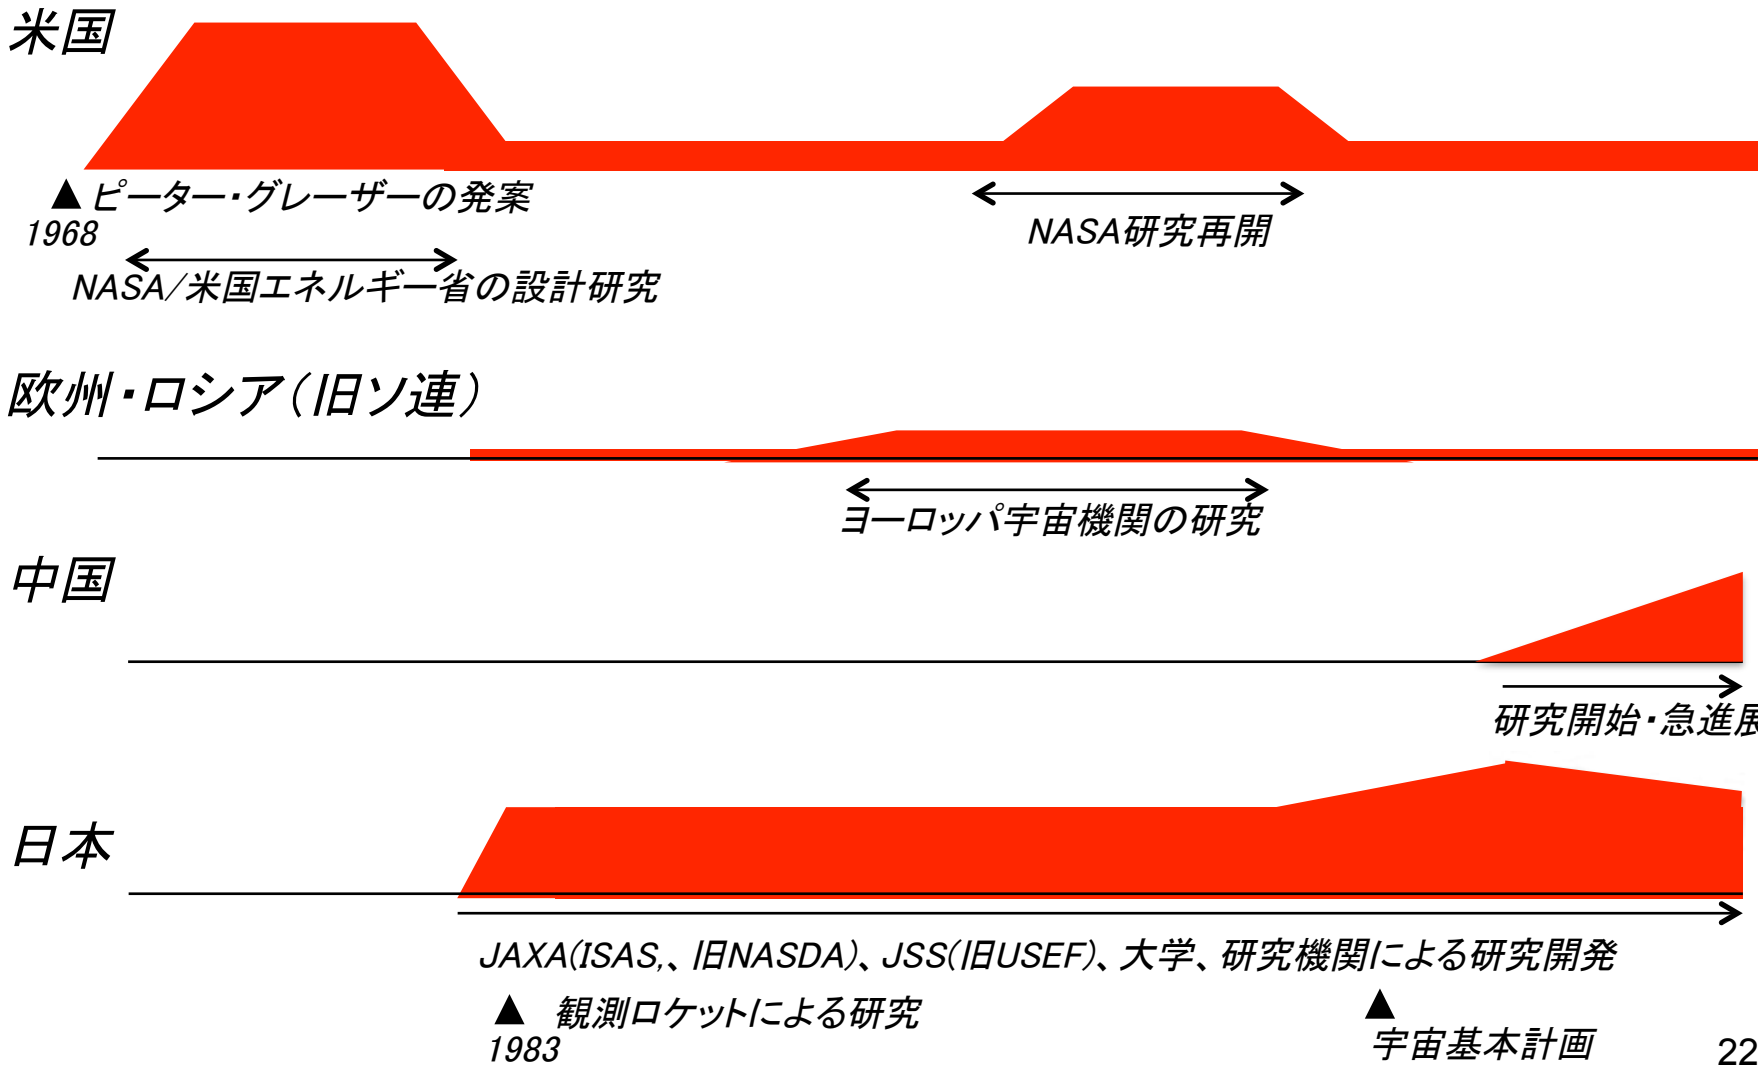 米国
▲ピーター・グレーザーの発案
1968
NASA/米国エネルギー省の設計研究
NASA研究再開
欧州・ロシア(旧ソ連)
ヨーロッパ宇宙機関の研究
中国
研究開始・急進展
日本
JAXA(ISAS,、旧NASDA)、JSS(旧USEF)、大学、研究機関による研究開発
▲ 観測ロケットによる研究
1983
▲
宇宙基本計画
22